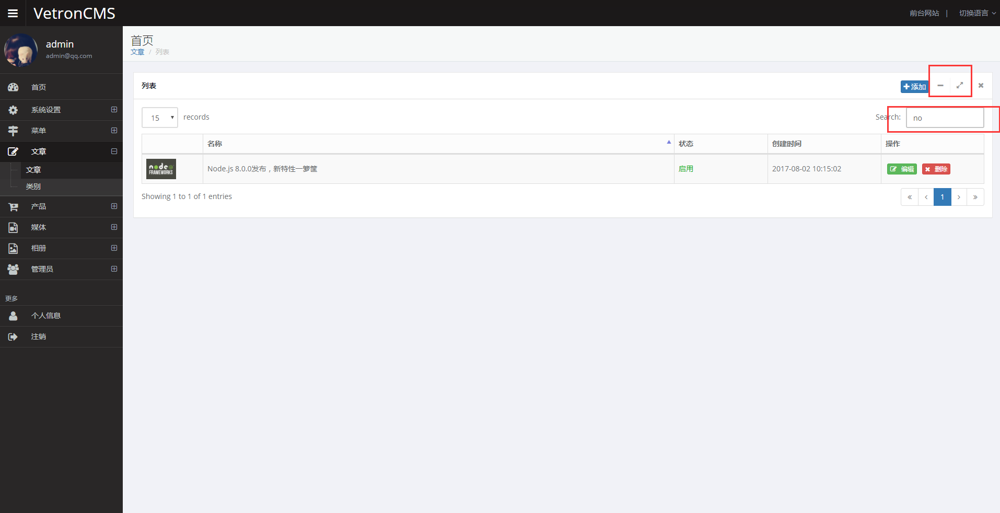 VetronCMS
前台网站 | 切换语言
admin
admin@qq.com
首页
系统设置
菜单
文章
文章
类别
产品
媒体
相册
管理员
更多
个人信息
注销
首页
文章 / 列表
列表
添加
15 records
Search: no
名称 状态 创建时间 操作
node FRAMEWORKS
Node.js 8.0.0发布，新特性一箩筐 启用 2017-08-02 10:15:02 编辑 删除
Showing 1 to 1 of 1 entries
« ‹ 1 › »